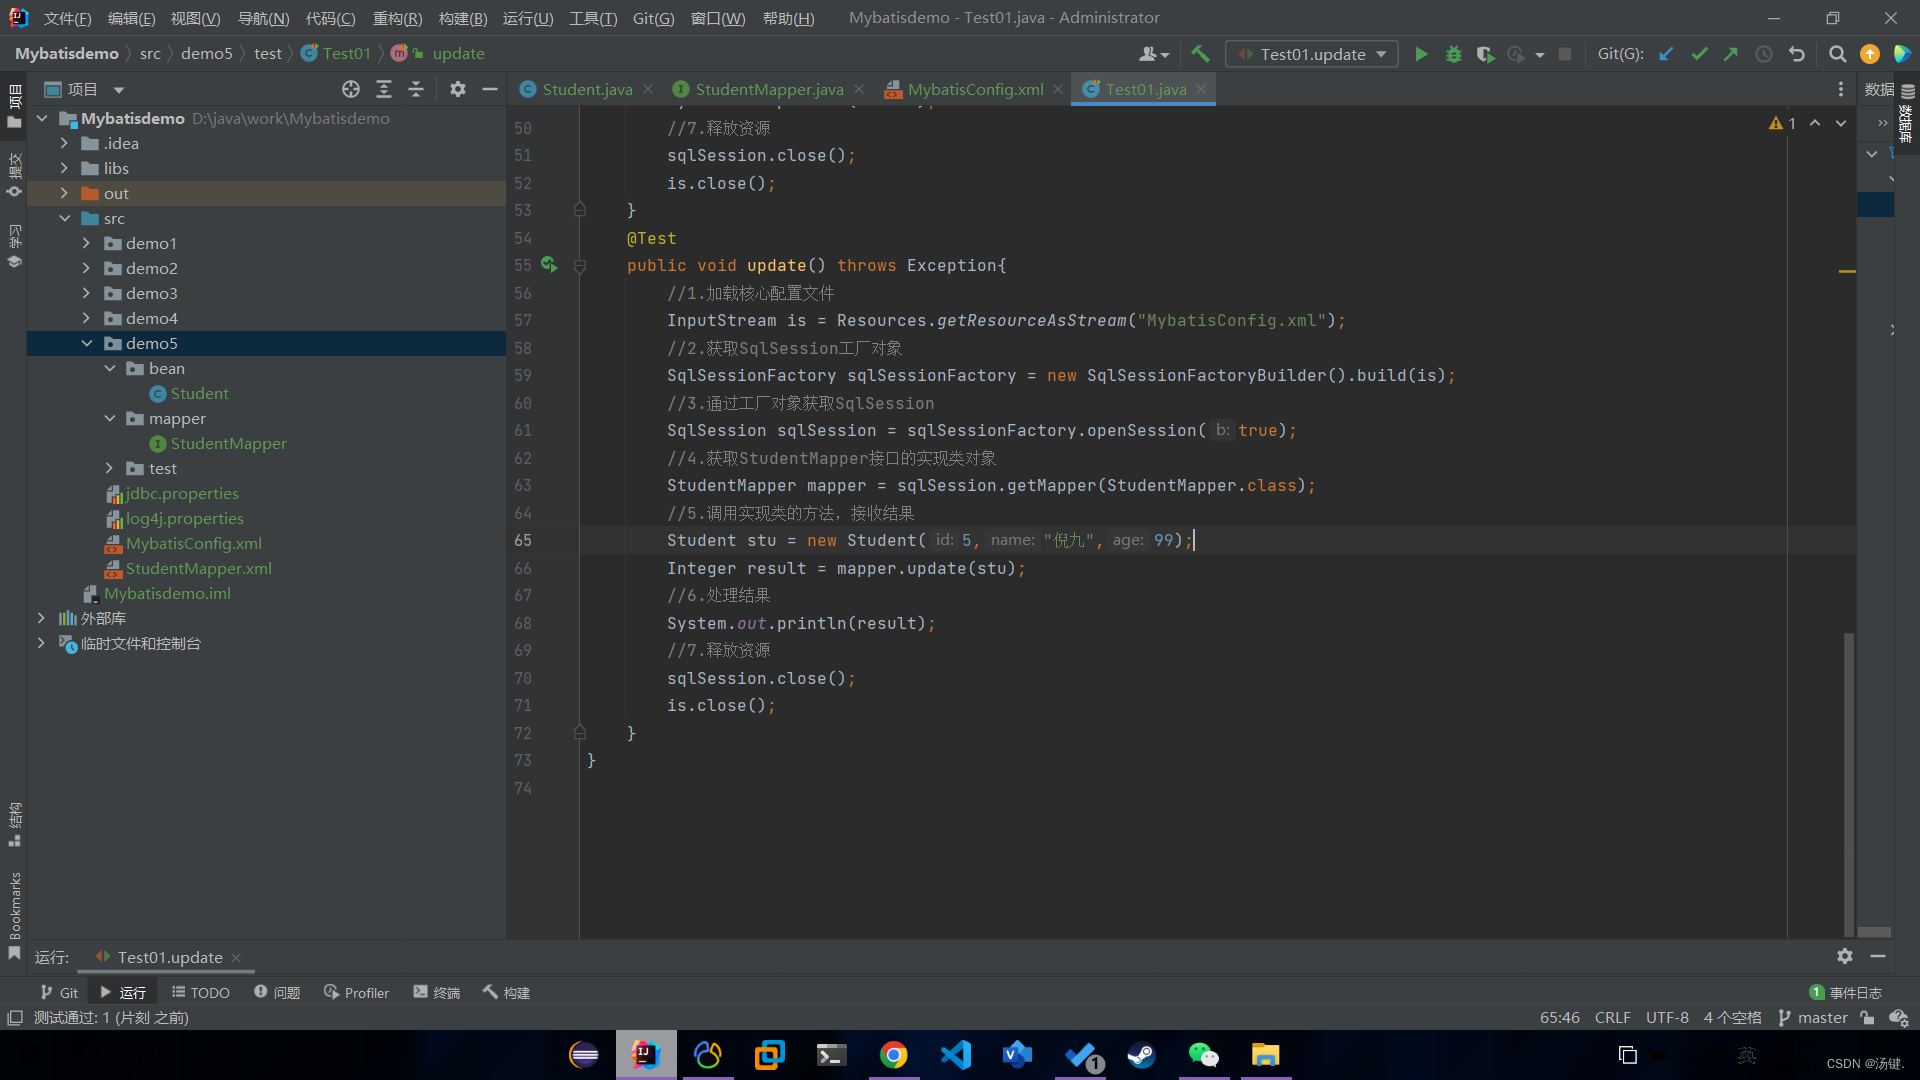 文件(F) 编辑(E) 视图(V) 导航(N) 代码(C) 重构(R) 构建(B) 运行(U) 工具(T) Git(G) 窗口(W) 帮助(H) Mybatisdemo - Test01.java - Administrator
Mybatisdemo src demo5 test Test01 update Test01.update Git(G):
项目 Student.java StudentMapper.java MybatisConfig.xml Test01.java 数据
项目
提交
学习
结构
Bookmarks
数据库
Mybatisdemo D:\java\work\Mybatisdemo
.idea
libs
out
src
demo1
demo2
demo3
demo4
demo5
bean
Student
mapper
StudentMapper
test
jdbc.properties
log4j.properties
MybatisConfig.xml
StudentMapper.xml
Mybatisdemo.iml
外部库
临时文件和控制台
1
50 //7.释放资源
51 sqlSession.close();
52 is.close();
53 }
54 @Test
55 public void update() throws Exception{
56 //1.加载核心配置文件
57 InputStream is = Resources.getResourceAsStream("MybatisConfig.xml");
58 //2.获取SqlSession工厂对象
59 SqlSessionFactory sqlSessionFactory = new SqlSessionFactoryBuilder().build(is);
60 //3.通过工厂对象获取SqlSession
61 SqlSession sqlSession = sqlSessionFactory.openSession( b: true);
62 //4.获取StudentMapper接口的实现类对象
63 StudentMapper mapper = sqlSession.getMapper(StudentMapper.class);
64 //5.调用实现类的方法，接收结果
65 Student stu = new Student( id: 5, name: "倪九", age: 99);
66 Integer result = mapper.update(stu);
67 //6.处理结果
68 System.out.println(result);
69 //7.释放资源
70 sqlSession.close();
71 is.close();
72 }
73 }
74
运行: Test01.update
Git 运行 TODO 问题 Profiler 终端 构建 1 事件日志
测试通过: 1 (片刻 之前) 65:46 CRLF UTF-8 4 个空格 master
1 英
CSDN @汤键.